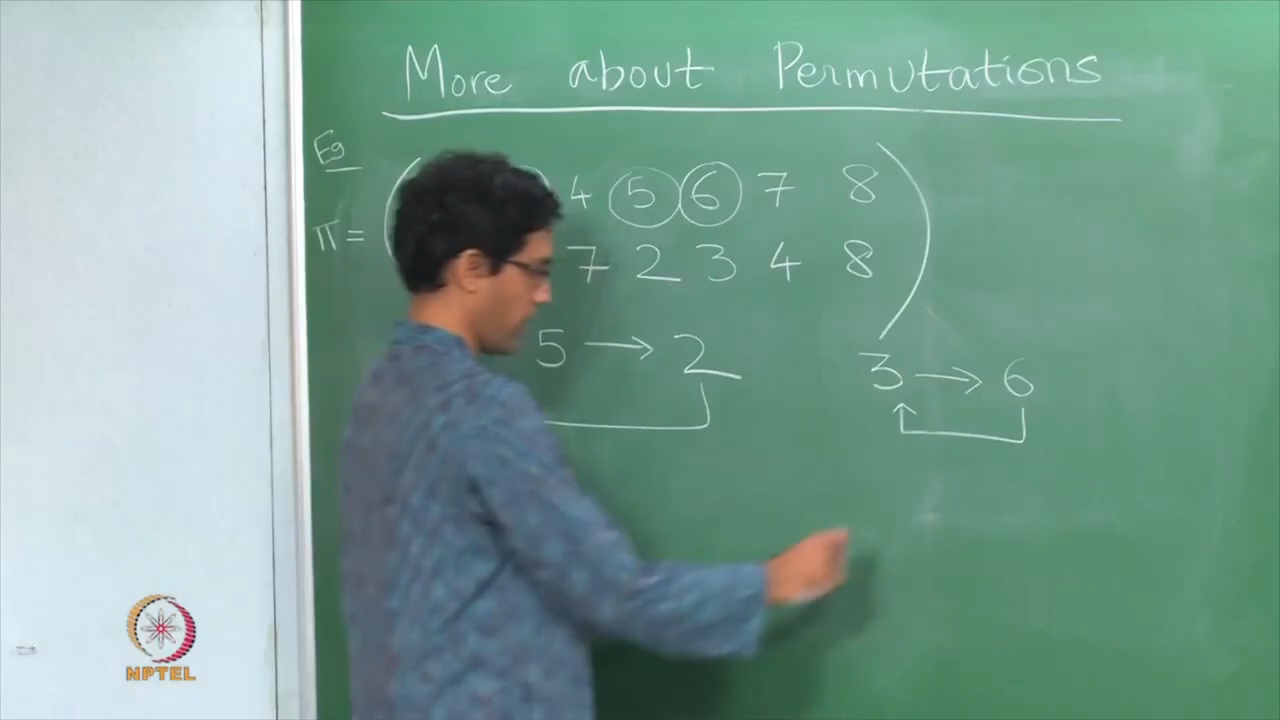 More about Permutations
Eg
π = ( 4 5 6 7 8 )
7 2 3 4 8
5 → 2
3 → 6
NPTEL